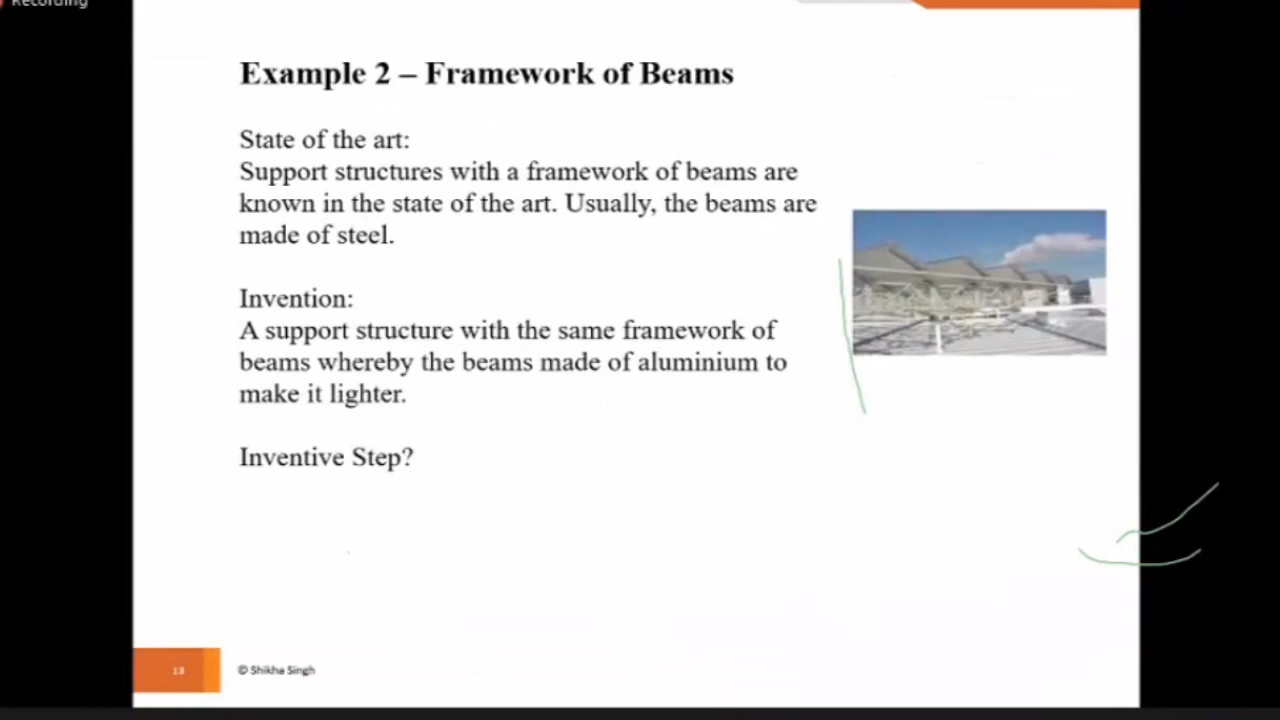 Recording
Example 2 – Framework of Beams
State of the art:
Support structures with a framework of beams are
known in the state of the art. Usually, the beams are
made of steel.
Invention:
A support structure with the same framework of
beams whereby the beams made of aluminium to
make it lighter.
Inventive Step?
13
© Shikha Singh